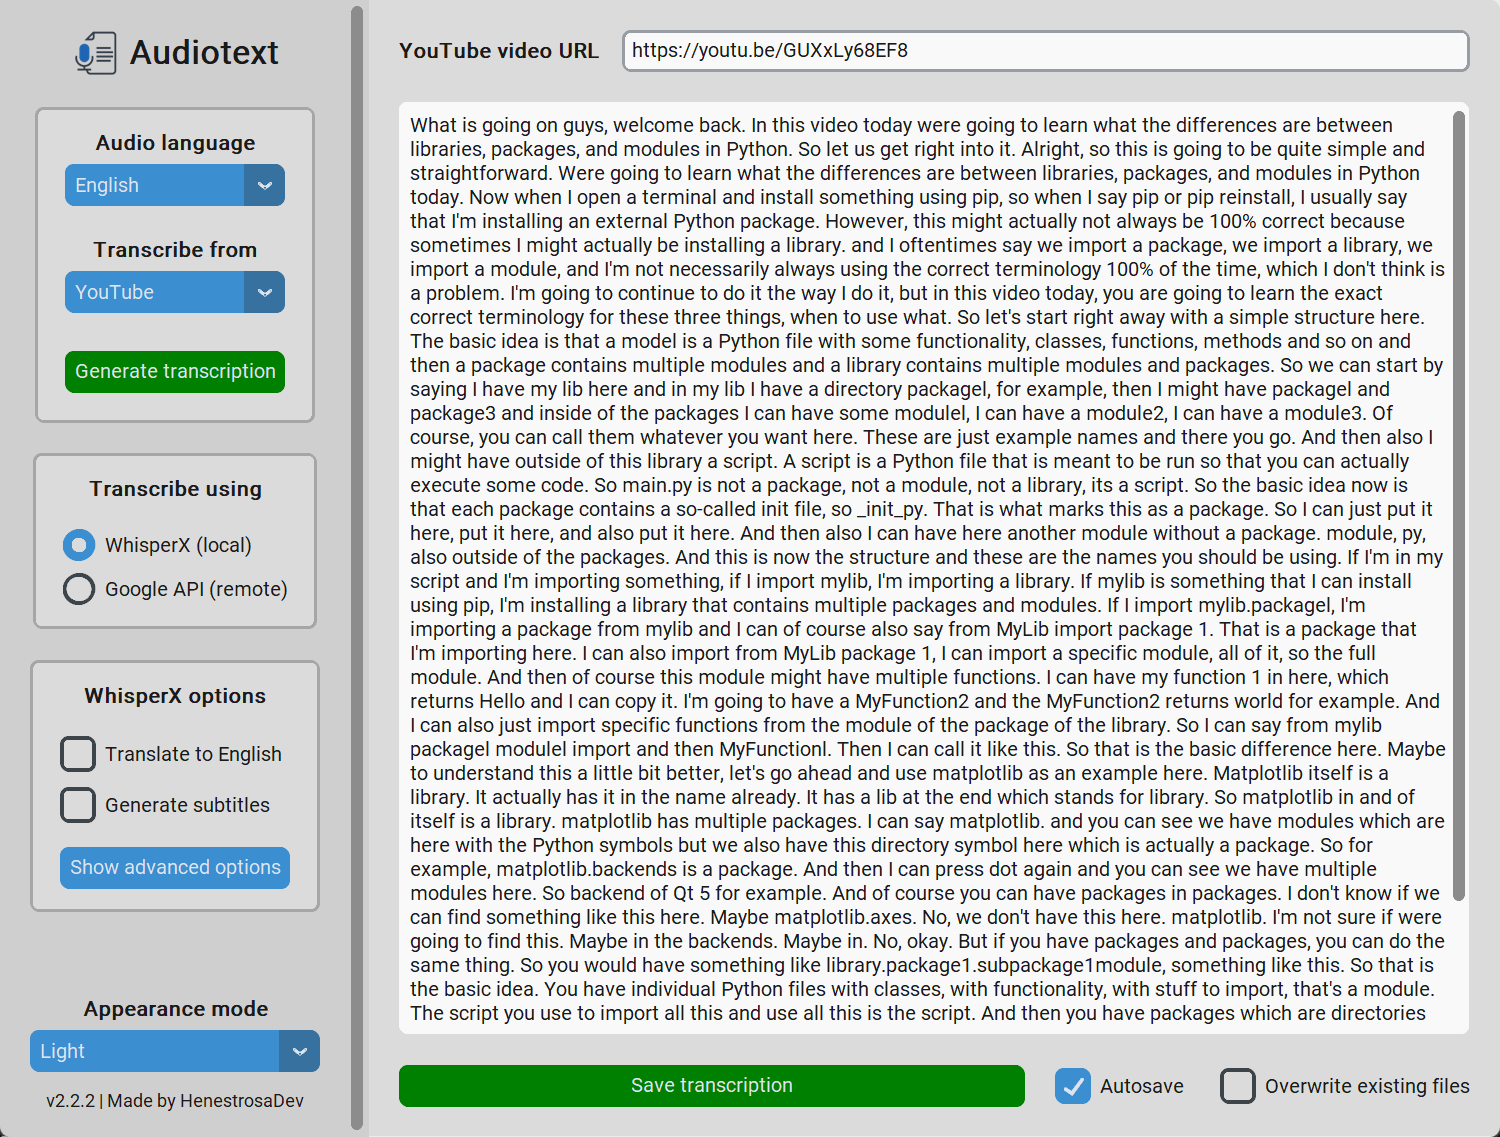 Audiotext
Audio language
English
Transcribe from
YouTube
Generate transcription
Transcribe using
WhisperX (local)
Google API (remote)
WhisperX options
Translate to English
Generate subtitles
Show advanced options
Appearance mode
Light
v2.2.2 | Made by HenestrosaDev
YouTube video URL
https://youtu.be/GUXxLy68EF8
What is going on guys, welcome back. In this video today were going to learn what the differences are between
libraries, packages, and modules in Python. So let us get right into it. Alright, so this is going to be quite simple and
straightforward. Were going to learn what the differences are between libraries, packages, and modules in Python
today. Now when I open a terminal and install something using pip, so when I say pip or pip reinstall, I usually say
that I'm installing an external Python package. However, this might actually not always be 100% correct because
sometimes I might actually be installing a library. and I oftentimes say we import a package, we import a library, we
import a module, and I'm not necessarily always using the correct terminology 100% of the time, which I don't think is
a problem. I'm going to continue to do it the way I do it, but in this video today, you are going to learn the exact
correct terminology for these three things, when to use what. So let's start right away with a simple structure here.
The basic idea is that a model is a Python file with some functionality, classes, functions, methods and so on and
then a package contains multiple modules and a library contains multiple modules and packages. So we can start by
saying I have my lib here and in my lib I have a directory packagel, for example, then I might have packagel and
package3 and inside of the packages I can have some modulel, I can have a module2, I can have a module3. Of
course, you can call them whatever you want here. These are just example names and there you go. And then also I
might have outside of this library a script. A script is a Python file that is meant to be run so that you can actually
execute some code. So main.py is not a package, not a module, not a library, its a script. So the basic idea now is
that each package contains a so-called init file, so _init_py. That is what marks this as a package. So I can just put it
here, put it here, and also put it here. And then also I can have here another module without a package. module, py,
also outside of the packages. And this is now the structure and these are the names you should be using. If I'm in my
script and I'm importing something, if I import mylib, I'm importing a library. If mylib is something that I can install
using pip, I'm installing a library that contains multiple packages and modules. If I import mylib.packagel, I'm
importing a package from mylib and I can of course also say from MyLib import package 1. That is a package that
I'm importing here. I can also import from MyLib package 1, I can import a specific module, all of it, so the full
module. And then of course this module might have multiple functions. I can have my function 1 in here, which
returns Hello and I can copy it. I'm going to have a MyFunction2 and the MyFunction2 returns world for example. And
I can also just import specific functions from the module of the package of the library. So I can say from mylib
packagel modulel import and then MyFunctionl. Then I can call it like this. So that is the basic difference here. Maybe
to understand this a little bit better, let's go ahead and use matplotlib as an example here. Matplotlib itself is a
library. It actually has it in the name already. It has a lib at the end which stands for library. So matplotlib in and of
itself is a library. matplotlib has multiple packages. I can say matplotlib. and you can see we have modules which are
here with the Python symbols but we also have this directory symbol here which is actually a package. So for
example, matplotlib.backends is a package. And then I can press dot again and you can see we have multiple
modules here. So backend of Qt 5 for example. And of course you can have packages in packages. I don't know if we
can find something like this here. Maybe matplotlib.axes. No, we don't have this here. matplotlib. I'm not sure if were
going to find this. Maybe in the backends. Maybe in. No, okay. But if you have packages and packages, you can do the
same thing. So you would have something like library.package1.subpackage1module, something like this. So that is
the basic idea. You have individual Python files with classes, with functionality, with stuff to import, that's a module.
The script you use to import all this and use all this is the script. And then you have packages which are directories
Save transcription
Autosave
Overwrite existing files